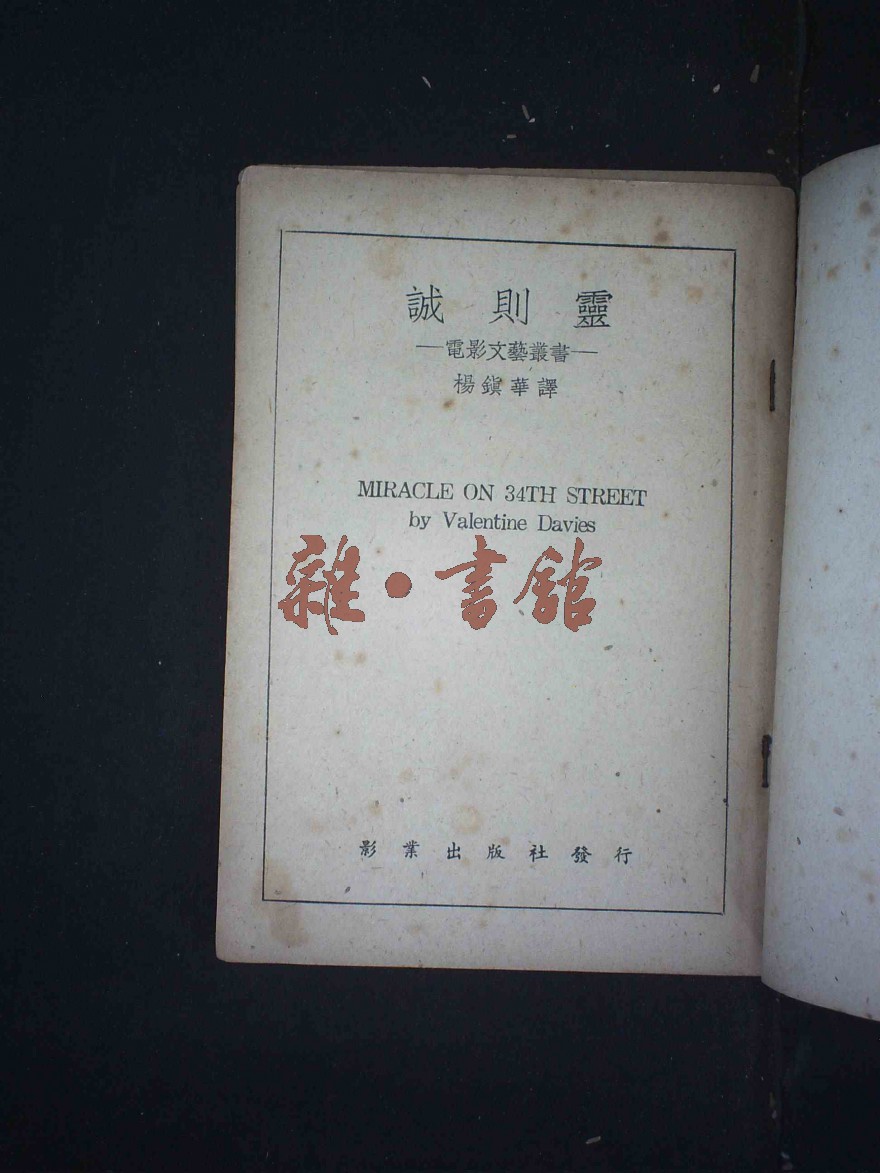 誠則靈
—電影文藝叢書—
楊鎭華譯
MIRACLE ON 34TH STREET
by Valentine Davies
雜·書館
影業出版社發行